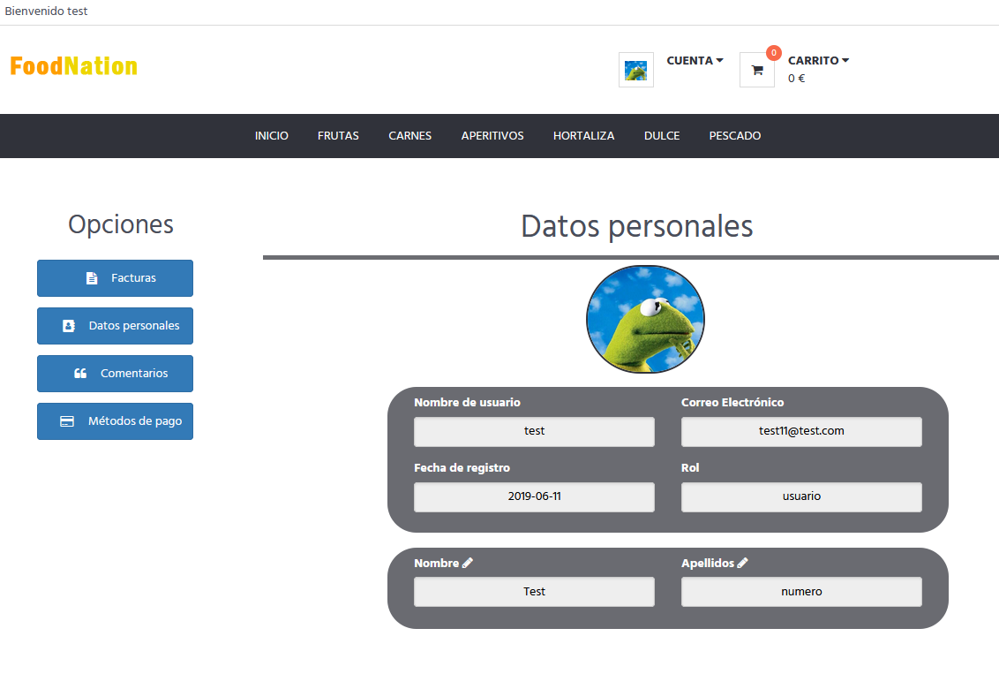 Bienvenido test
FoodNation
CUENTA
0
CARRITO
0 €
INICIO FRUTAS CARNES APERITIVOS HORTALIZA DULCE PESCADO
Opciones
Facturas
Datos personales
Comentarios
Métodos de pago
Datos personales
Nombre de usuario Correo Electrónico
test test11@test.com
Fecha de registro Rol
2019-06-11 usuario
Nombre Apellidos
Test numero